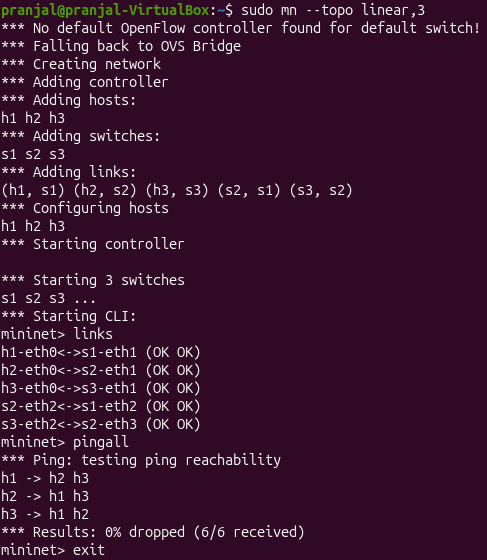 pranjal@pranjal-VirtualBox:~$ sudo mn --topo linear,3
*** No default OpenFlow controller found for default switch!
*** Falling back to OVS Bridge
*** Creating network
*** Adding controller
*** Adding hosts:
h1 h2 h3
*** Adding switches:
s1 s2 s3
*** Adding links:
(h1, s1) (h2, s2) (h3, s3) (s2, s1) (s3, s2)
*** Configuring hosts
h1 h2 h3
*** Starting controller

*** Starting 3 switches
s1 s2 s3 ...
*** Starting CLI:
mininet> links
h1-eth0<->s1-eth1 (OK OK)
h2-eth0<->s2-eth1 (OK OK)
h3-eth0<->s3-eth1 (OK OK)
s2-eth2<->s1-eth2 (OK OK)
s3-eth2<->s2-eth3 (OK OK)
mininet> pingall
*** Ping: testing ping reachability
h1 -> h2 h3
h2 -> h1 h3
h3 -> h1 h2
*** Results: 0% dropped (6/6 received)
mininet> exit